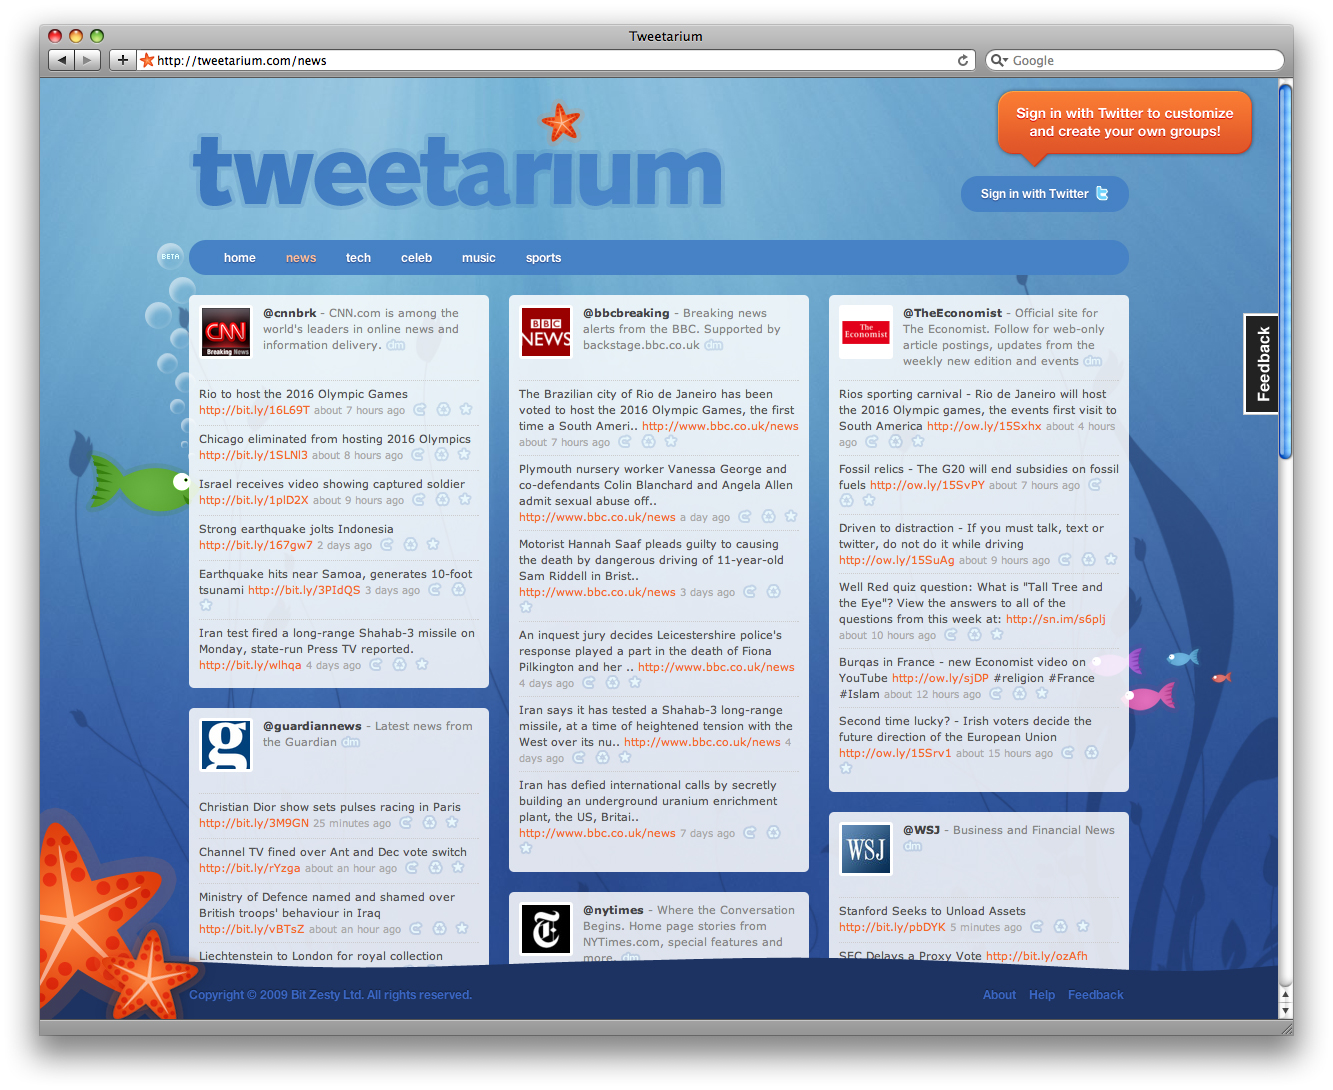 Tweetarium
http://tweetarium.com/news
Google
Sign in with Twitter to customize
and create your own groups!
tweetarium
Sign in with Twitter
BETA
home news tech celeb music sports
Feedback
CNN
Breaking News
@cnnbrk - CNN.com is among the
world's leaders in online news and
information delivery. dm
Rio to host the 2016 Olympic Games
http://bit.ly/16L69T about 7 hours ago
Chicago eliminated from hosting 2016 Olympics
http://bit.ly/1SLNl3 about 8 hours ago
Israel receives video showing captured soldier
http://bit.ly/1plD2X about 9 hours ago
Strong earthquake jolts Indonesia
http://bit.ly/167gw7 2 days ago
Earthquake hits near Samoa, generates 10-foot
tsunami http://bit.ly/3PIdQS 3 days ago
Iran test fired a long-range Shahab-3 missile on
Monday, state-run Press TV reported.
http://bit.ly/wlhqa 4 days ago
g
@guardiannews - Latest news from
the Guardian dm
Christian Dior show sets pulses racing in Paris
http://bit.ly/3M9GN 25 minutes ago
Channel TV fined over Ant and Dec vote switch
http://bit.ly/rYzga about an hour ago
Ministry of Defence named and shamed over
British troops' behaviour in Iraq
http://bit.ly/vBTsZ about an hour ago
Liechtenstein to London for royal collection
BBC
NEWS
@bbcbreaking - Breaking news
alerts from the BBC. Supported by
backstage.bbc.co.uk dm
The Brazilian city of Rio de Janeiro has been
voted to host the 2016 Olympic Games, the first
time a South Ameri.. http://www.bbc.co.uk/news
about 7 hours ago
Plymouth nursery worker Vanessa George and
co-defendants Colin Blanchard and Angela Allen
admit sexual abuse off..
http://www.bbc.co.uk/news a day ago
Motorist Hannah Saaf pleads guilty to causing
the death by dangerous driving of 11-year-old
Sam Riddell in Brist..
http://www.bbc.co.uk/news 3 days ago
An inquest jury decides Leicestershire police's
response played a part in the death of Fiona
Pilkington and her .. http://www.bbc.co.uk/news
4 days ago
Iran says it has tested a Shahab-3 long-range
missile, at a time of heightened tension with the
West over its nu.. http://www.bbc.co.uk/news 4
days ago
Iran has defied international calls by secretly
building an underground uranium enrichment
plant, the US, Britai..
http://www.bbc.co.uk/news 7 days ago
T
@nytimes - Where the Conversation
Begins. Home page stories from
NYTimes.com, special features and
more. dm
The
Economist
@TheEconomist - Official site for
The Economist. Follow for web-only
article postings, updates from the
weekly new edition and events dm
Rios sporting carnival - Rio de Janeiro will host
the 2016 Olympic games, the events first visit to
South America http://ow.ly/15Sxhx about 4 hours
ago
Fossil relics - The G20 will end subsidies on fossil
fuels http://ow.ly/15SvPY about 7 hours ago
Driven to distraction - If you must talk, text or
twitter, do not do it while driving
http://ow.ly/15SuAg about 9 hours ago
Well Red quiz question: What is "Tall Tree and
the Eye"? View the answers to all of the
questions from this week at: http://sn.im/s6plj
about 10 hours ago
Burqas in France - new Economist video on
YouTube http://ow.ly/sjDP #religion #France
#Islam about 12 hours ago
Second time lucky? - Irish voters decide the
future direction of the European Union
http://ow.ly/15Srv1 about 15 hours ago
WSJ
@WSJ - Business and Financial News
dm
Stanford Seeks to Unload Assets
http://bit.ly/pbDYK 5 minutes ago
SEC Delays a Proxy Vote http://bit.ly/ozAfh
Copyright © 2009 Bit Zesty Ltd. All rights reserved.
About Help Feedback